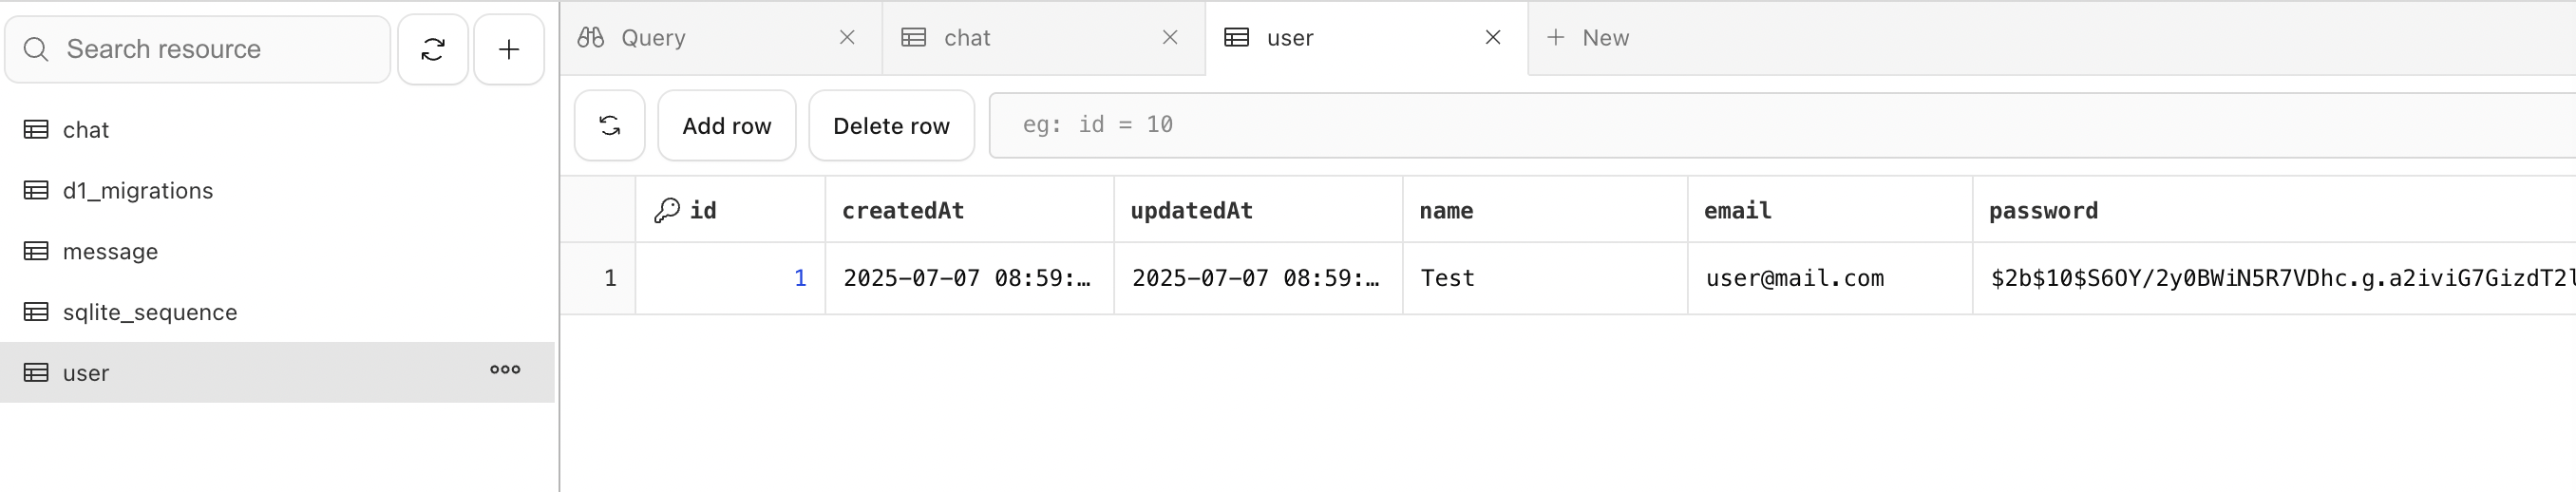 Search resource
chat
d1_migrations
message
sqlite_sequence
user
Query
chat
user
New
Add row
Delete row
eg: id = 10
id createdAt updatedAt name email password
1 1 2025-07-07 08:59:… 2025-07-07 08:59:… Test user@mail.com $2b$10$S6OY/2y0BWiN5R7VDhc.g.a2iviG7GizdT2l